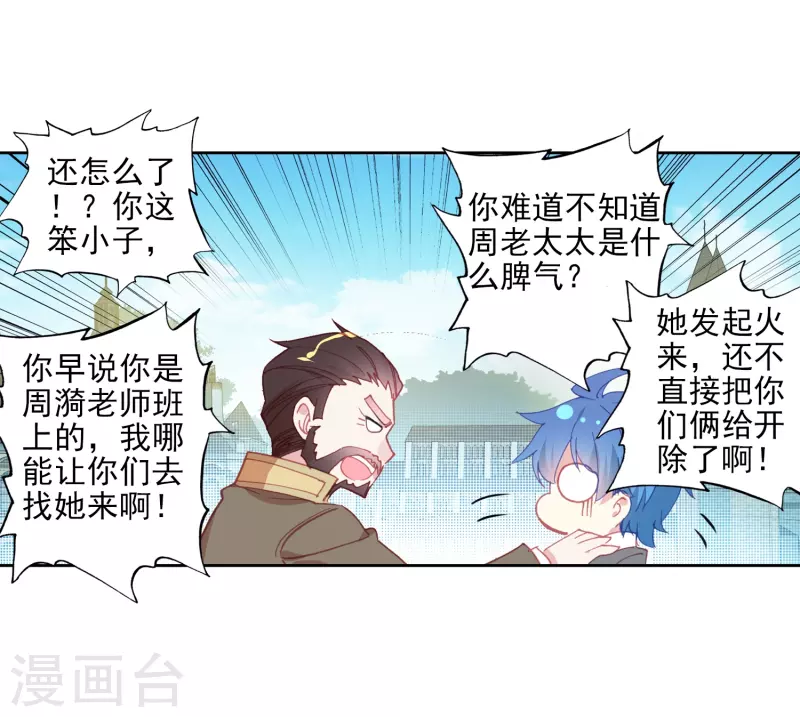 还怎么了
！？你这
笨小子，
你早说你是
周漪老师班
上的，我哪
能让你们去
找她来啊！
你难道不知道
周老太太是什
么脾气？
她发起火
来，还不
直接把你
们俩给开
除了啊！
漫画台